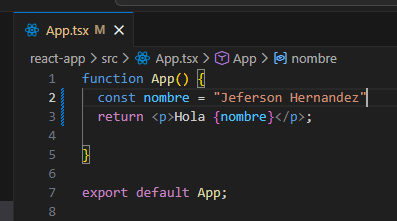 App.tsx M
react-app > src > App.tsx > App > nombre
1 function App() {
2 const nombre = "Jeferson Hernandez"
3 return <p>Hola {nombre}</p>;
4
5 }
6
7 export default App;
8